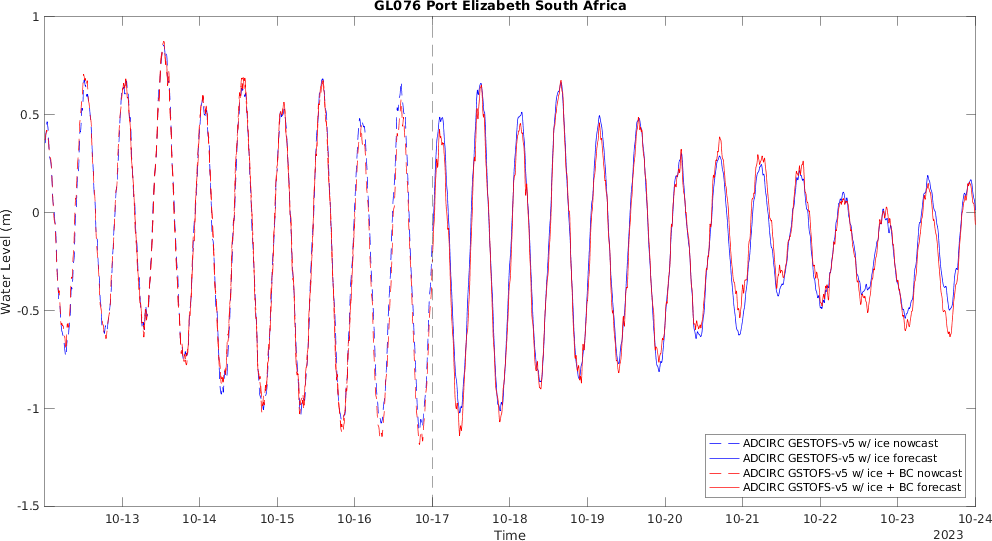 GL076 Port Elizabeth South Africa
Water Level (m)
1
0.5
0
-0.5
-1
-1.5
ADCIRC GESTOFS-v5 w/ ice nowcast
ADCIRC GESTOFS-v5 w/ ice forecast
ADCIRC GSTOFS-v5 w/ ice + BC nowcast
ADCIRC GSTOFS-v5 w/ ice + BC forecast
10-13 10-14 10-15 10-16 10-17 10-18 10-19 10-20 10-21 10-22 10-23 10-24
Time
2023